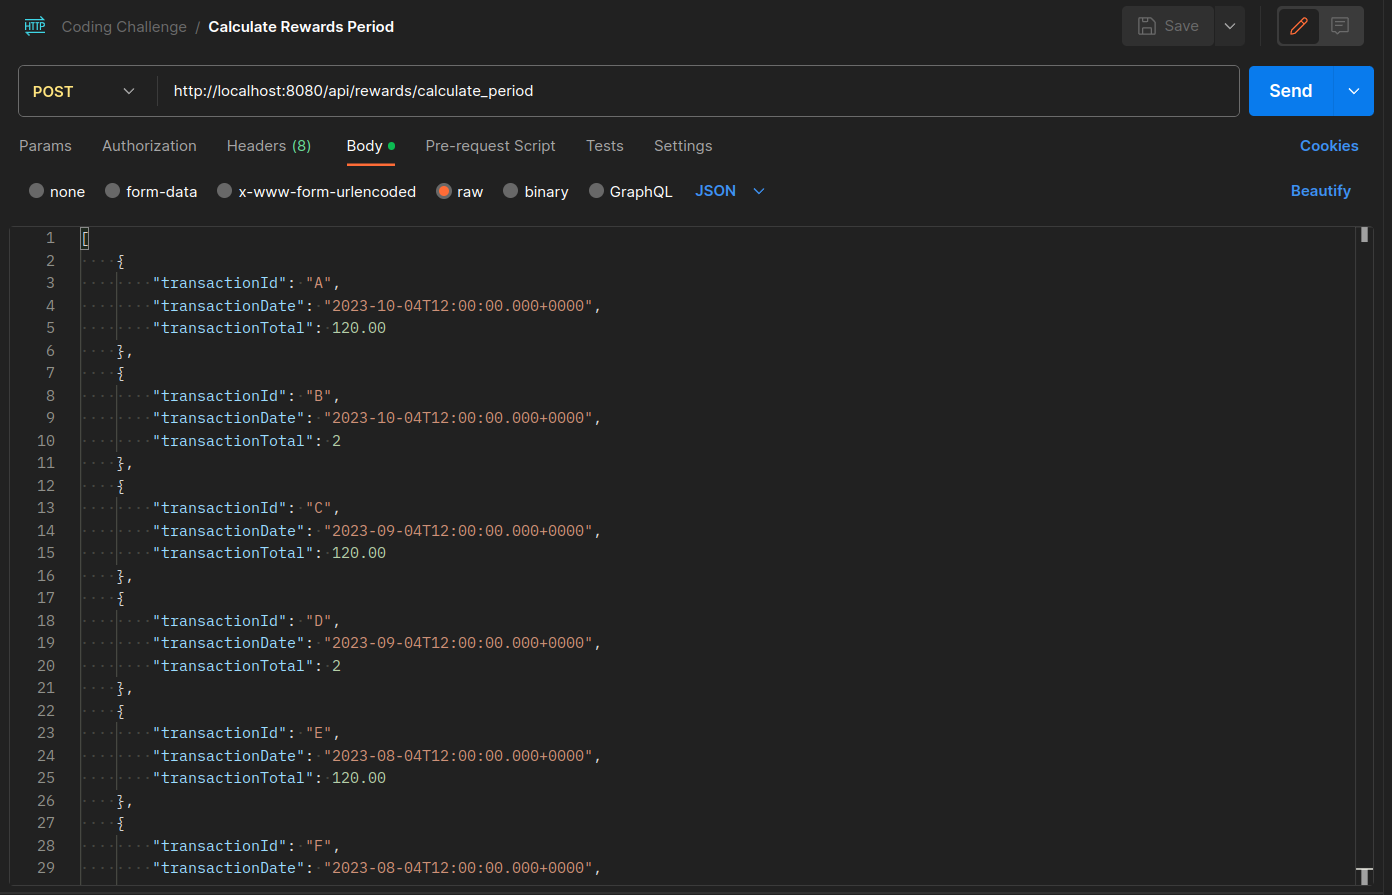 HTTP Coding Challenge / Calculate Rewards Period Save
POST http://localhost:8080/api/rewards/calculate_period Send
Params Authorization Headers (8) Body Pre-request Script Tests Settings Cookies
none form-data x-www-form-urlencoded raw binary GraphQL JSON Beautify
1 [
2 {
3 "transactionId": "A",
4 "transactionDate": "2023-10-04T12:00:00.000+0000",
5 "transactionTotal": 120.00
6 },
7 {
8 "transactionId": "B",
9 "transactionDate": "2023-10-04T12:00:00.000+0000",
10 "transactionTotal": 2
11 },
12 {
13 "transactionId": "C",
14 "transactionDate": "2023-09-04T12:00:00.000+0000",
15 "transactionTotal": 120.00
16 },
17 {
18 "transactionId": "D",
19 "transactionDate": "2023-09-04T12:00:00.000+0000",
20 "transactionTotal": 2
21 },
22 {
23 "transactionId": "E",
24 "transactionDate": "2023-08-04T12:00:00.000+0000",
25 "transactionTotal": 120.00
26 },
27 {
28 "transactionId": "F",
29 "transactionDate": "2023-08-04T12:00:00.000+0000",